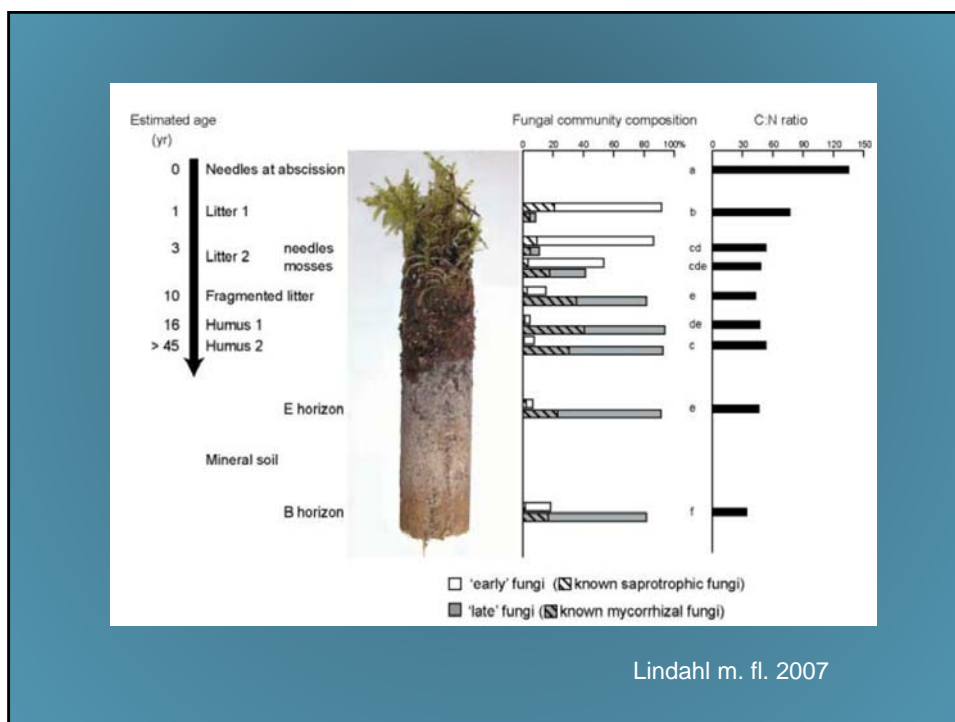 Estimated age
(yr)
Fungal community composition
C:N ratio
0 20 40 60 80 100%
0 30 60 90 120 150
0 Needles at abscission a
1 Litter 1 b
3 Litter 2 needles cd
mosses cde
10 Fragmented litter e
16 Humus 1 de
> 45 Humus 2 c
E horizon e
Mineral soil
B horizon f
'early' fungi ( known saprotrophic fungi)
'late' fungi ( known mycorrhizal fungi)
Lindahl m. fl. 2007